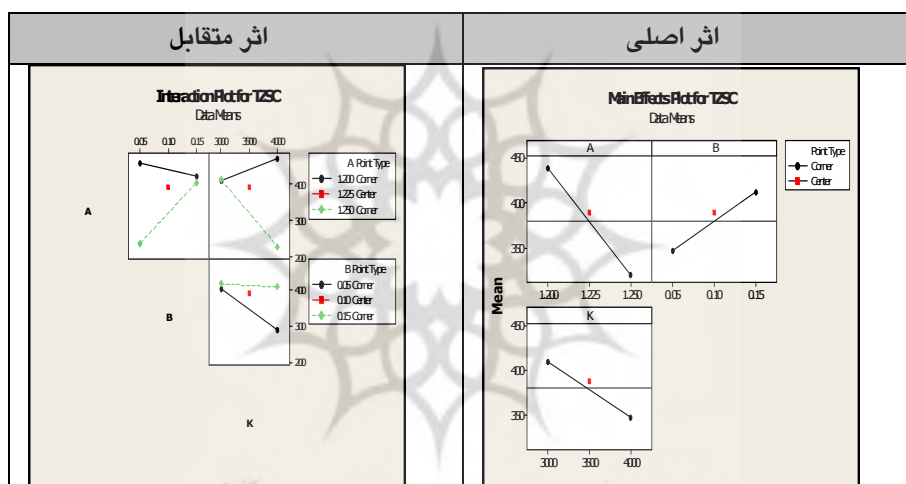 اثر اصلی
اثر متقابل
Main Effects Plot for TZSC
Data Means
A
B
Point Type
Corner
Center
450
400
350
1.200
1.225
1.250
0.05
0.10
0.15
Mean
K
450
400
350
3000
3500
4000
Interaction Plot for TZSC
Data Means
0.05
0.10
0.15
3000
3500
4000
A
400
300
200
A Point Type
1.200 Corner
1.225 Center
1.250 Corner
B
400
300
200
B Point Type
0.05 Corner
0.10 Center
0.15 Corner
K